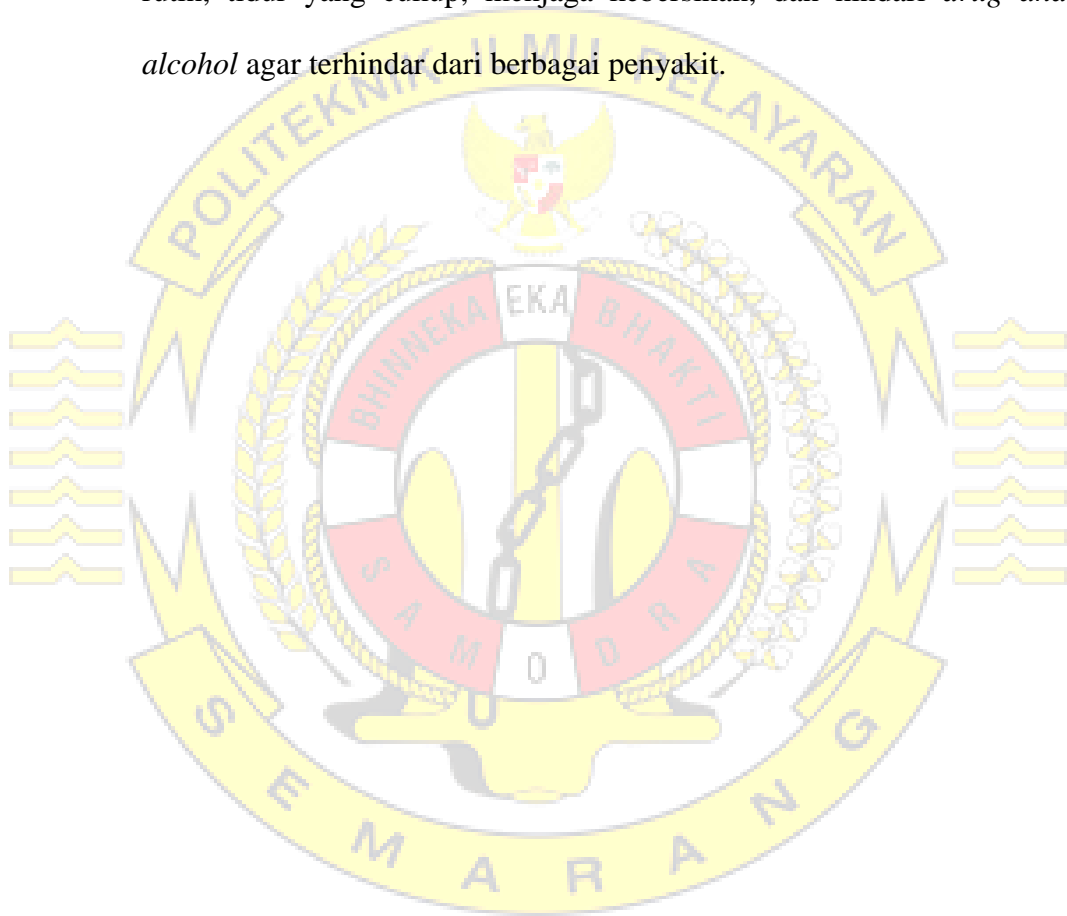 rutin, tidur yang cukup, menjaga kebersihan, dan hindari drug and
alcohol agar terhindar dari berbagai penyakit.
POLITEKNIK ILMU PELAYARAN
BHINNEKA EKA BHAKTI
SAMODRA
SEMARANG